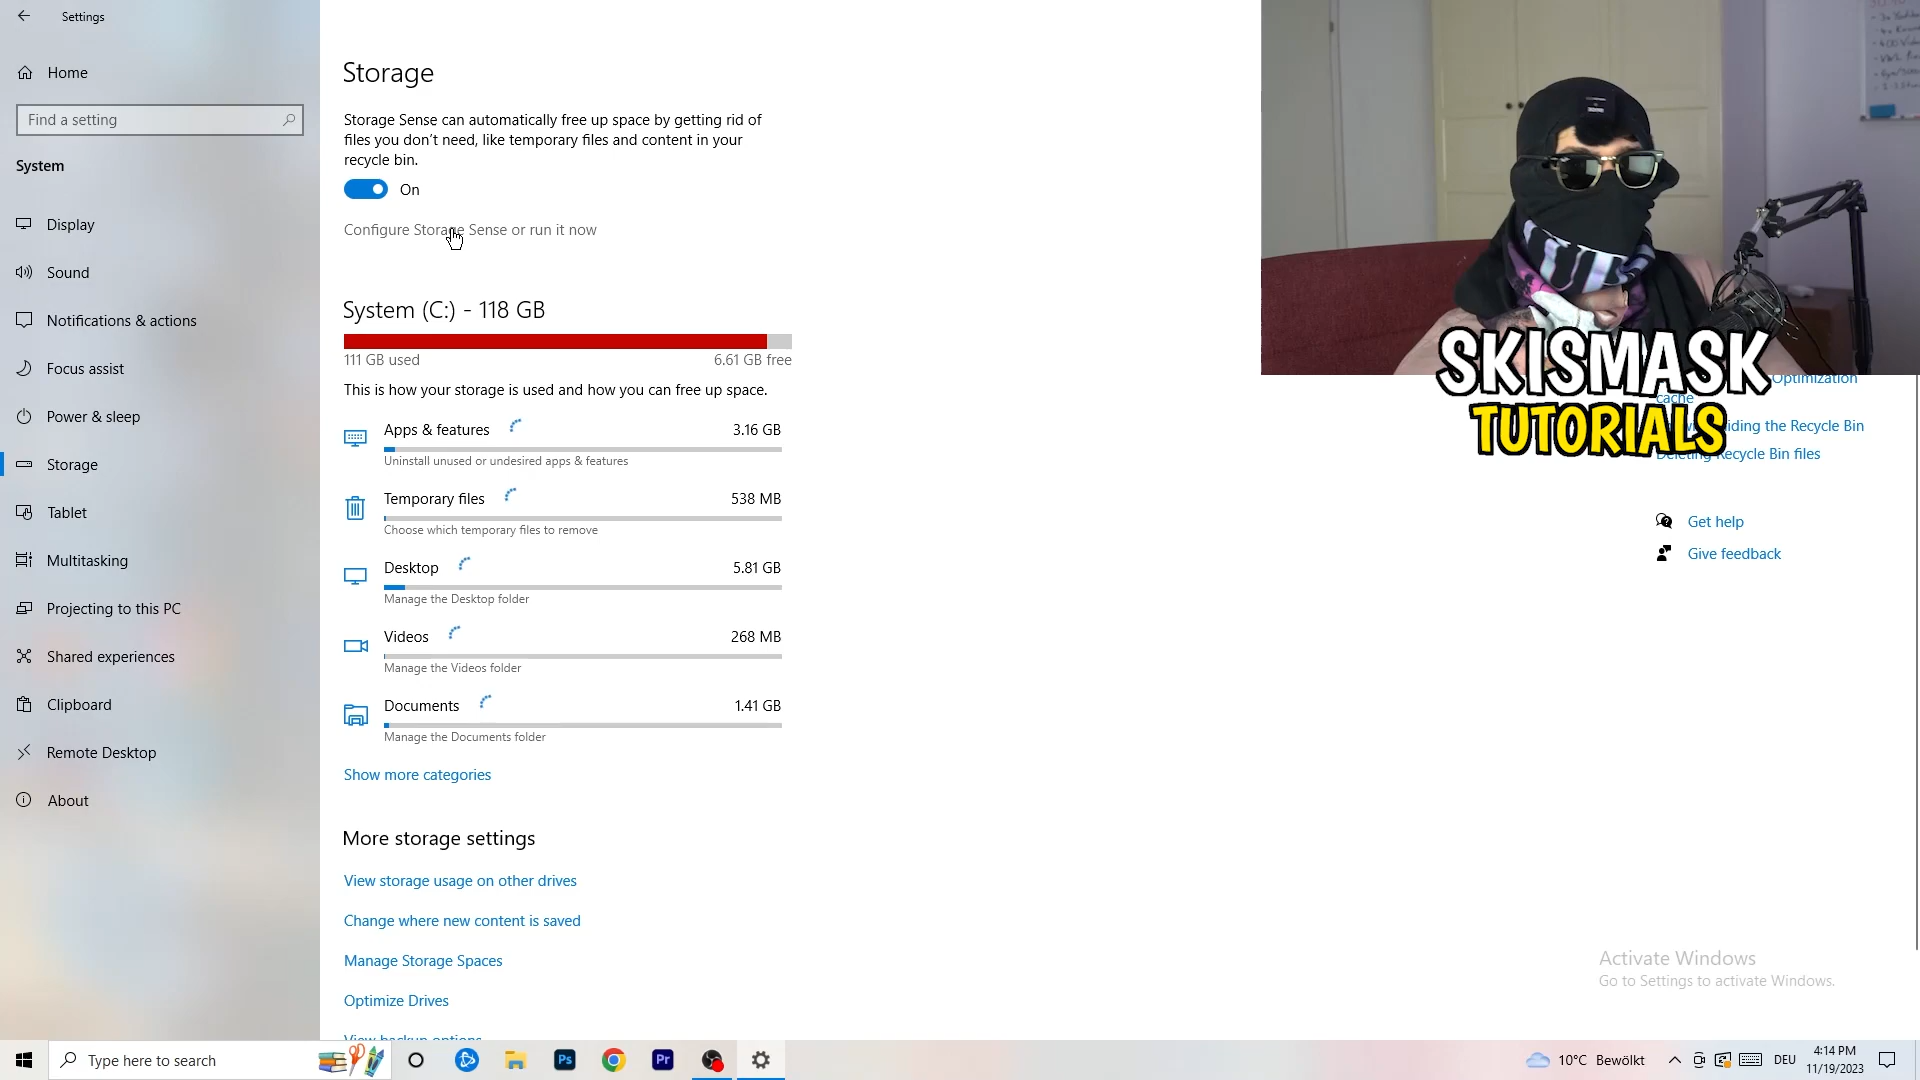 Settings
Home
Find a setting
System
Display
Sound
Notifications & actions
Focus assist
Power & sleep
Storage
Tablet
Multitasking
Projecting to this PC
Shared experiences
Clipboard
Remote Desktop
About
Storage
Storage Sense can automatically free up space by getting rid of
files you don't need, like temporary files and content in your
recycle bin.
On
Configure Storage Sense or run it now
System (C:) - 118 GB
111 GB used
6.61 GB free
This is how your storage is used and how you can free up space.
Apps & features
3.16 GB
Uninstall unused or undesired apps & features
Temporary files
538 MB
Choose which temporary files to remove
Desktop
5.81 GB
Manage the Desktop folder
Videos
268 MB
Manage the Videos folder
Documents
1.41 GB
Manage the Documents folder
Show more categories
More storage settings
View storage usage on other drives
Change where new content is saved
Manage Storage Spaces
Optimize Drives
View backup options
SKISMASK
TUTORIALS
Optimization
cache
the Recycle Bin
Deleting Recycle Bin files
Get help
Give feedback
Activate Windows
Go to Settings to activate Windows.
Type here to search
Ps
Pr
10°C Bewölkt
DEU
4:14 PM
11/19/2023